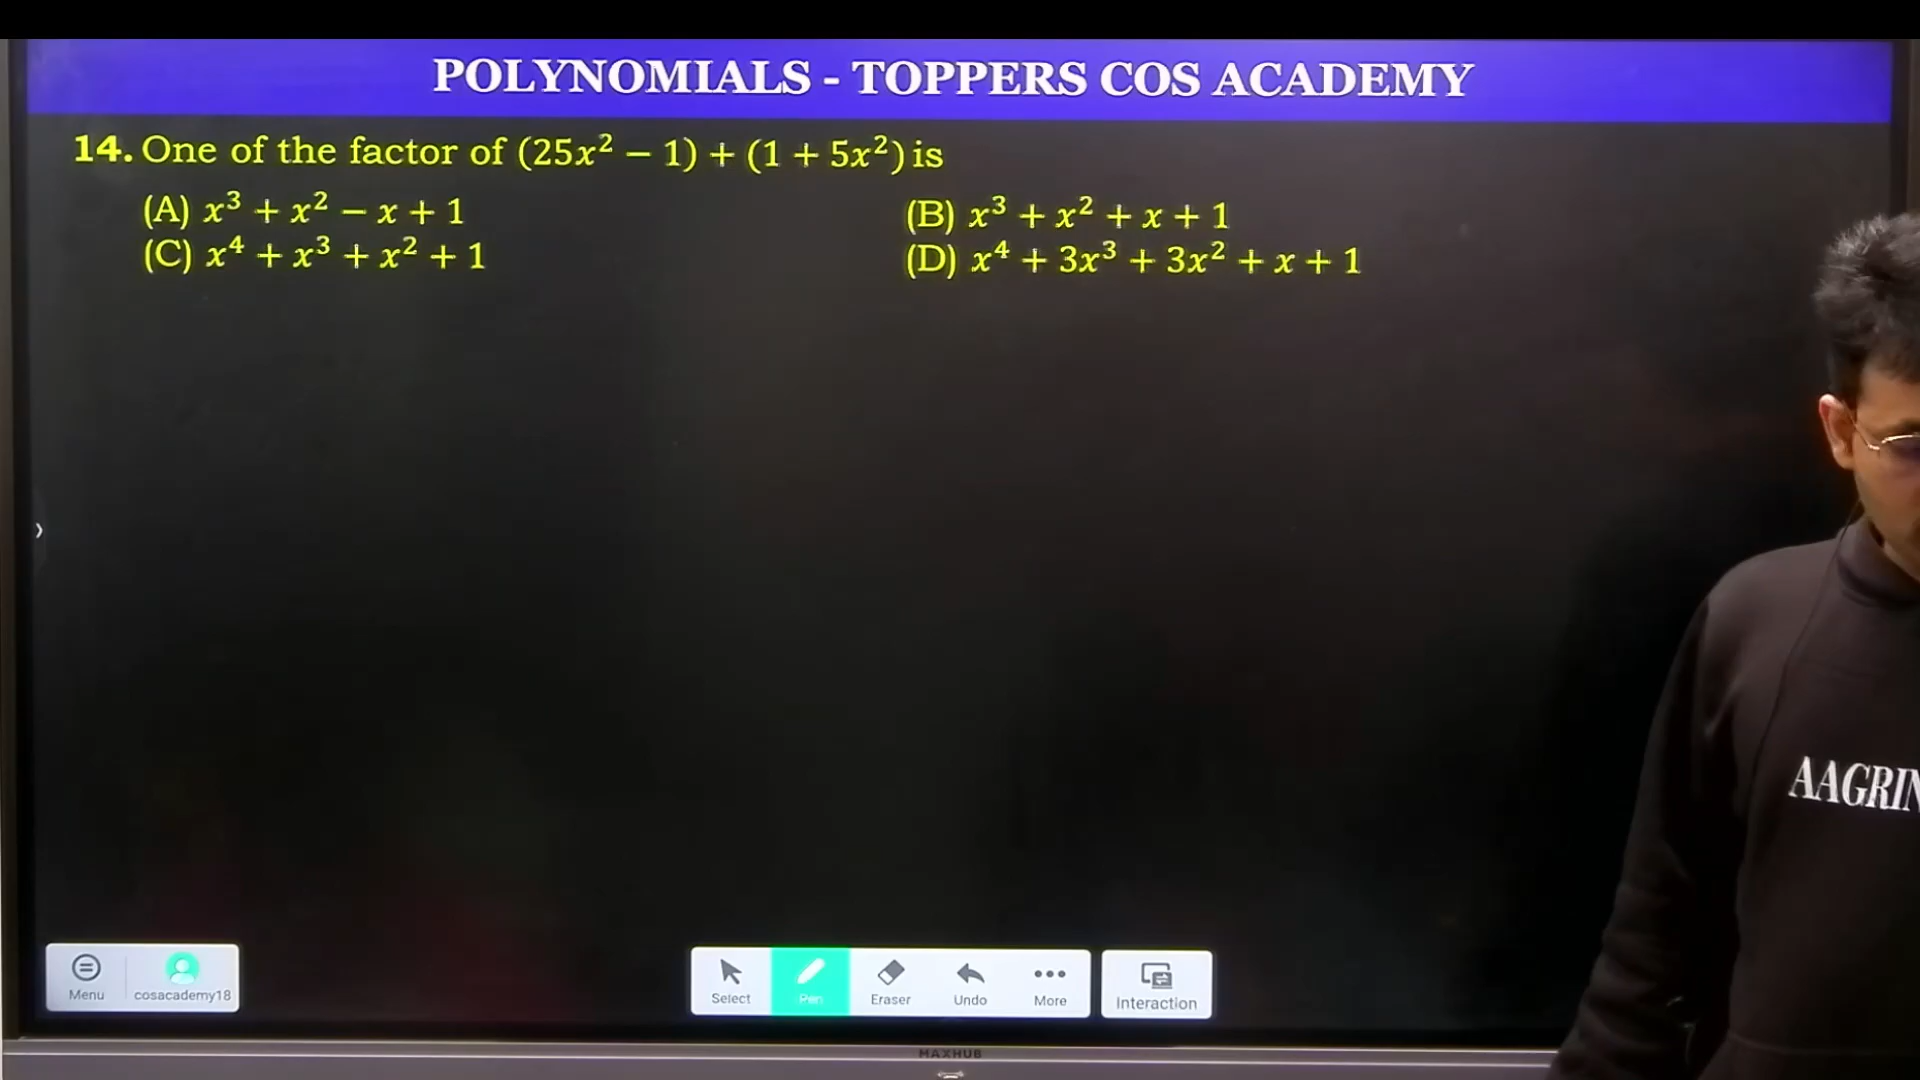 POLYNOMIALS - TOPPERS COS ACADEMY
14. One of the factor of (25x² − 1) + (1 + 5x²) is
(A) x³ + x² − x + 1
(B) x³ + x² + x + 1
(C) x⁴ + x³ + x² + 1
(D) x⁴ + 3x³ + 3x² + x + 1
AAGRIN
Menu
cosacademy18
Select
Pen
Eraser
Undo
More
Interaction
MAXHUB